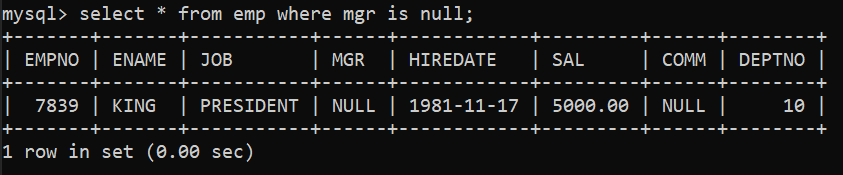 mysql> select * from emp where mgr is null;
+-------+-------+-----------+------+------------+---------+------+--------+
| EMPNO | ENAME | JOB       | MGR  | HIREDATE   | SAL     | COMM | DEPTNO |
+-------+-------+-----------+------+------------+---------+------+--------+
|  7839 | KING  | PRESIDENT | NULL | 1981-11-17 | 5000.00 | NULL |     10 |
+-------+-------+-----------+------+------------+---------+------+--------+
1 row in set (0.00 sec)